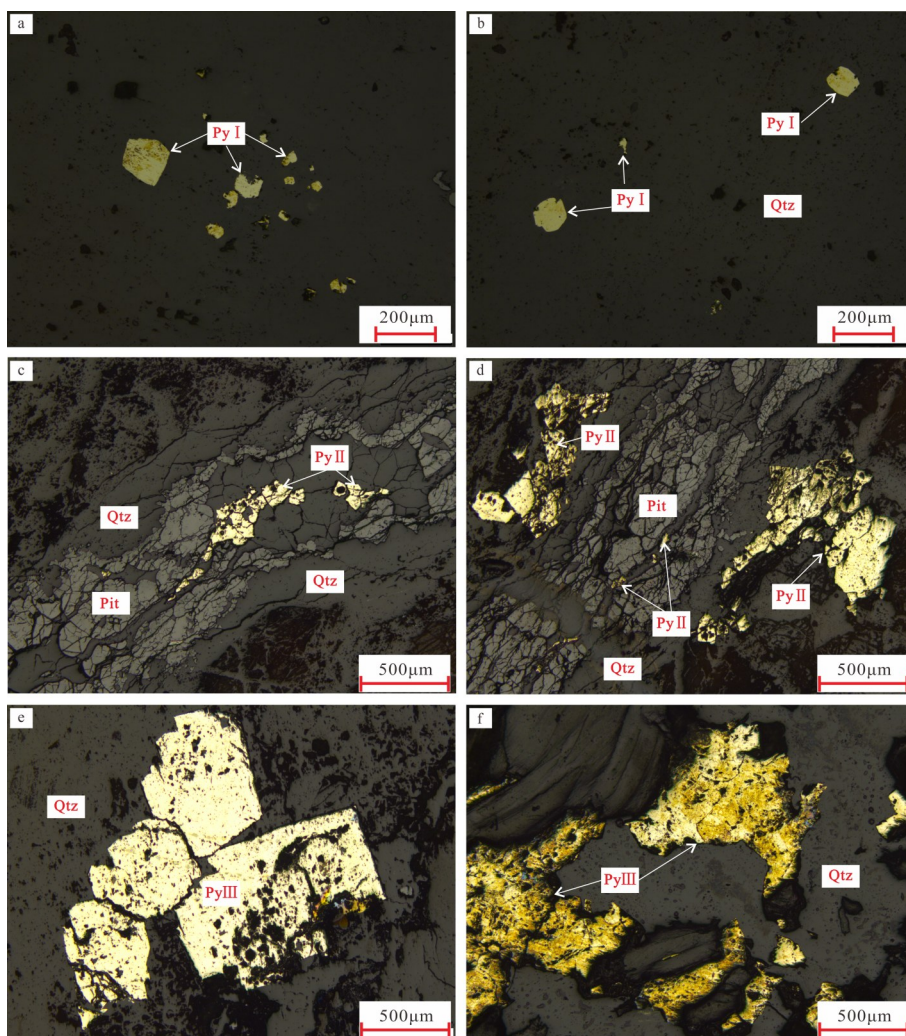 a
Py Ⅰ
200μm
b
Py Ⅰ
Py Ⅰ
Qtz
200μm
c
Py Ⅱ
Qtz
Qtz
Pit
500μm
d
Py Ⅱ
Pit
Py Ⅱ
Py Ⅱ
Qtz
500μm
e
Qtz
PyⅢ
500μm
f
PyⅢ
Qtz
500μm